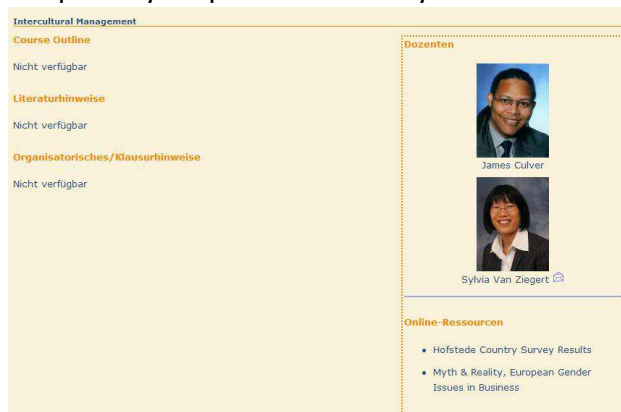 Intercultural Management
Course Outline
Nicht verfügbar
Literaturhinweise
Nicht verfügbar
Organisatorisches/Klausurhinweise
Nicht verfügbar
Dozenten
James Culver
Sylvia Van Ziegert
Online-Ressourcen
• Hofstede Country Survey Results
• Myth & Reality, European Gender
Issues in Business